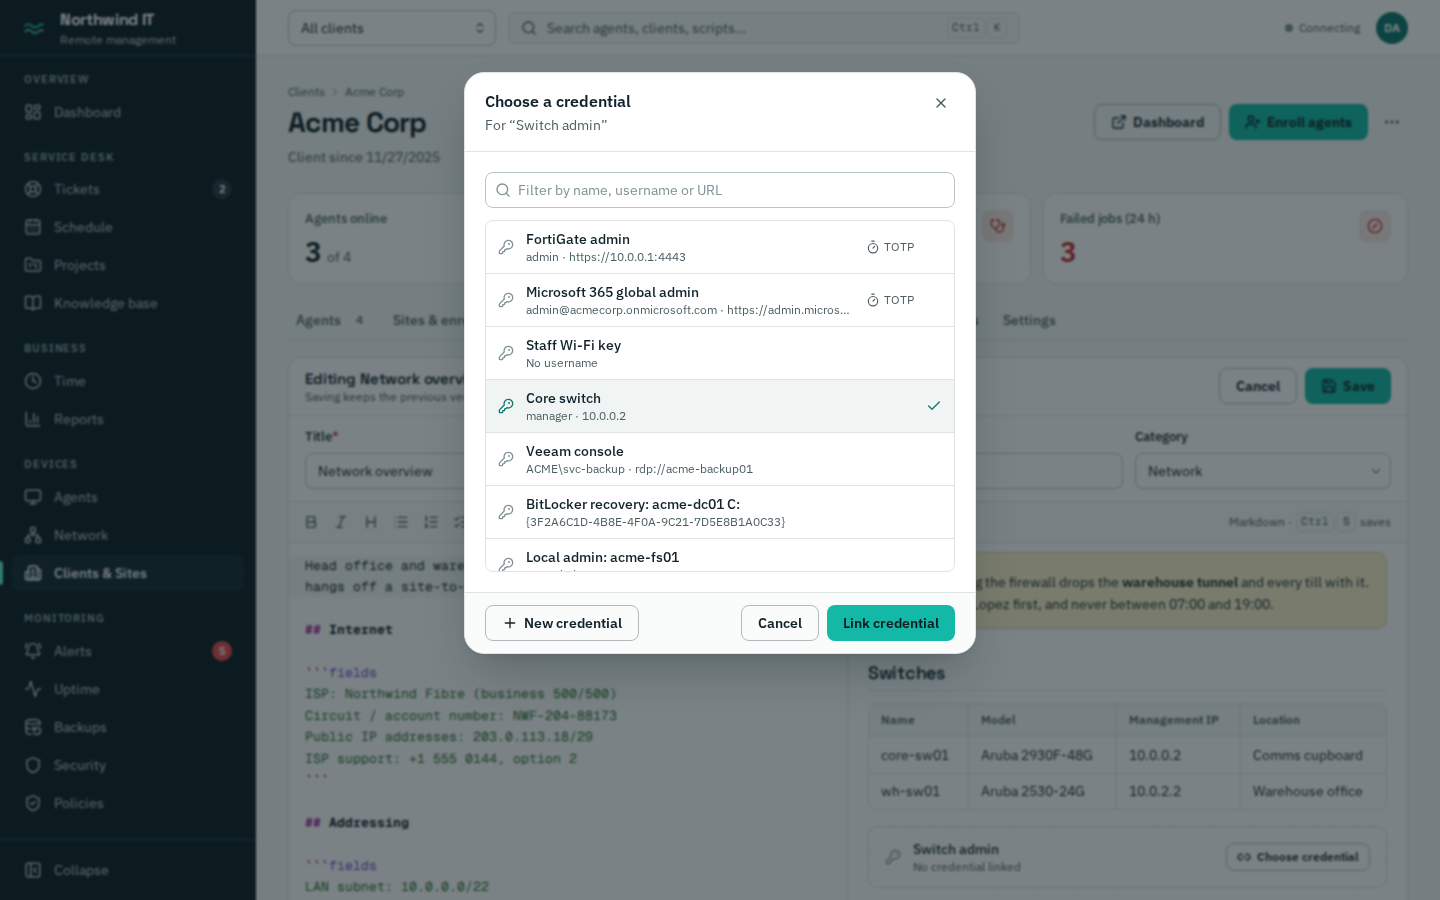 Northwind IT
Remote management
All clients
Search agents, clients, scripts...
Ctrl K
Connecting
DA
OVERVIEW
Dashboard
SERVICE DESK
Tickets 2
Schedule
Projects
Knowledge base
BUSINESS
Time
Reports
DEVICES
Agents
Network
Clients & Sites
MONITORING
Alerts 5
Uptime
Backups
Security
Policies
Collapse
Clients > Acme Corp
Acme Corp
Client since 11/27/2025
Dashboard
Enroll agents
Agents online
3 of 4
Failed jobs (24 h)
3
Agents 4
Settings
Cancel
Save
Title*
Network overview
Category
Network
B I H
Markdown · Ctrl S saves
Head office and
hangs off a site-to-
## Internet
```fields
ISP: Northwind Fibre (business 500/500)
Circuit / account number: NWF-204-88173
Public IP addresses: 203.0.113.18/29
ISP support: +1 555 0144, option 2
```
## Addressing
```fields
LAN subnet: 10.0.0.0/22
the firewall drops the warehouse tunnel and every till with it.
first, and never between 07:00 and 19:00.
Switches
Name Model Management IP Location
core-sw01 Aruba 2930F-48G 10.0.0.2 Comms cupboard
wh-sw01 Aruba 2530-24G 10.0.2.2 Warehouse office
Switch admin
No credential linked
Choose credential
Choose a credential
For “Switch admin”
Filter by name, username or URL
FortiGate admin
admin · https://10.0.0.1:4443
TOTP
Microsoft 365 global admin
admin@acmecorp.onmicrosoft.com · https://admin.micros...
TOTP
Staff Wi-Fi key
No username
Core switch
manager · 10.0.0.2
Veeam console
ACME\svc-backup · rdp://acme-backup01
BitLocker recovery: acme-dc01 C:
{3F2A6C1D-4B8E-4F0A-9C21-7D5E8B1A0C33}
Local admin: acme-fs01
New credential
Cancel
Link credential